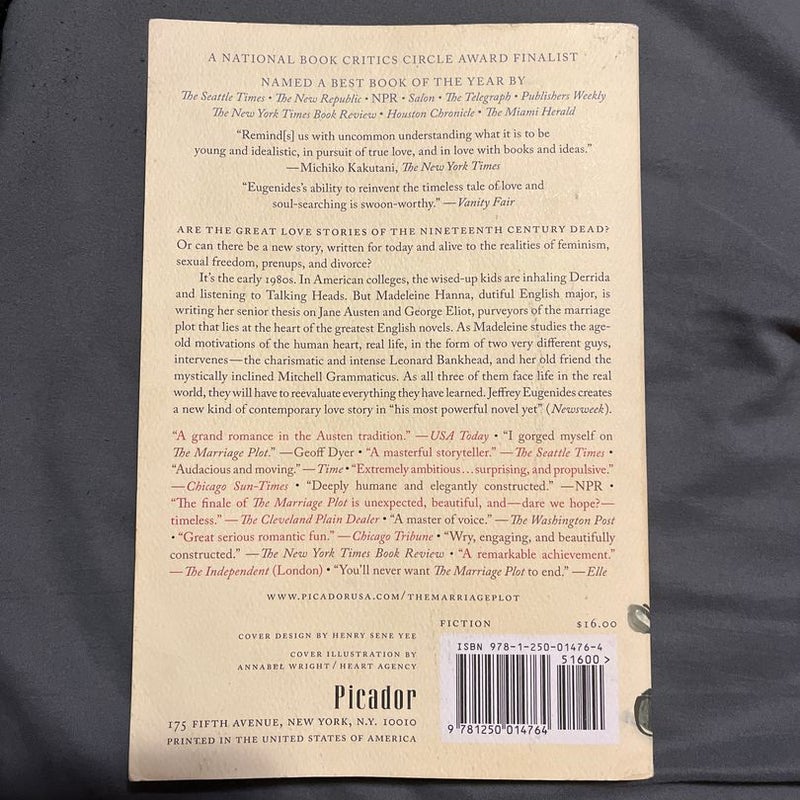 A NATIONAL BOOK CRITICS CIRCLE AWARD FINALIST
NAMED A BEST BOOK OF THE YEAR BY
The Seattle Times • The New Republic • NPR • Salon • The Telegraph • Publishers Weekly
The New York Times Book Review • Houston Chronicle • The Miami Herald
“Remind[s] us with uncommon understanding what it is to be
young and idealistic, in pursuit of true love, and in love with books and ideas.”
—Michiko Kakutani, The New York Times
“Eugenides’s ability to reinvent the timeless tale of love and
soul-searching is swoon-worthy.” —Vanity Fair
ARE THE GREAT LOVE STORIES OF THE NINETEENTH CENTURY DEAD?
Or can there be a new story, written for today and alive to the realities of feminism,
sexual freedom, prenups, and divorce?
It’s the early 1980s. In American colleges, the wised-up kids are inhaling Derrida
and listening to Talking Heads. But Madeleine Hanna, dutiful English major, is
writing her senior thesis on Jane Austen and George Eliot, purveyors of the marriage
plot that lies at the heart of the greatest English novels. As Madeleine studies the age-
old motivations of the human heart, real life, in the form of two very different guys,
intervenes—the charismatic and intense Leonard Bankhead, and her old friend the
mystically inclined Mitchell Grammaticus. As all three of them face life in the real
world, they will have to reevaluate everything they have learned. Jeffrey Eugenides creates
a new kind of contemporary love story in “his most powerful novel yet” (Newsweek).
“A grand romance in the Austen tradition.” —USA Today • “I gorged myself on
The Marriage Plot.” —Geoff Dyer • “A masterful storyteller.” —The Seattle Times •
“Audacious and moving.” —Time • “Extremely ambitious…surprising, and propulsive.”
—Chicago Sun-Times • “Deeply humane and elegantly constructed.” —NPR •
“The finale of The Marriage Plot is unexpected, beautiful, and—dare we hope?—
timeless.” —The Cleveland Plain Dealer • “A master of voice.” —The Washington Post
• “Great serious romantic fun.” —Chicago Tribune • “Wry, engaging, and beautifully
constructed.” —The New York Times Book Review • “A remarkable achievement.”
—The Independent (London) • “You’ll never want The Marriage Plot to end.” —Elle
WWW.PICADORUSA.COM/THEMARRIAGEPLOT
FICTION $16.00
COVER DESIGN BY HENRY SENE YEE
COVER ILLUSTRATION BY
ANNABEL WRIGHT / HEART AGENCY
Picador
175 FIFTH AVENUE, NEW YORK, N.Y. 10010
PRINTED IN THE UNITED STATES OF AMERICA
ISBN 978-1-250-01476-4
51600 >
9 781250 014764